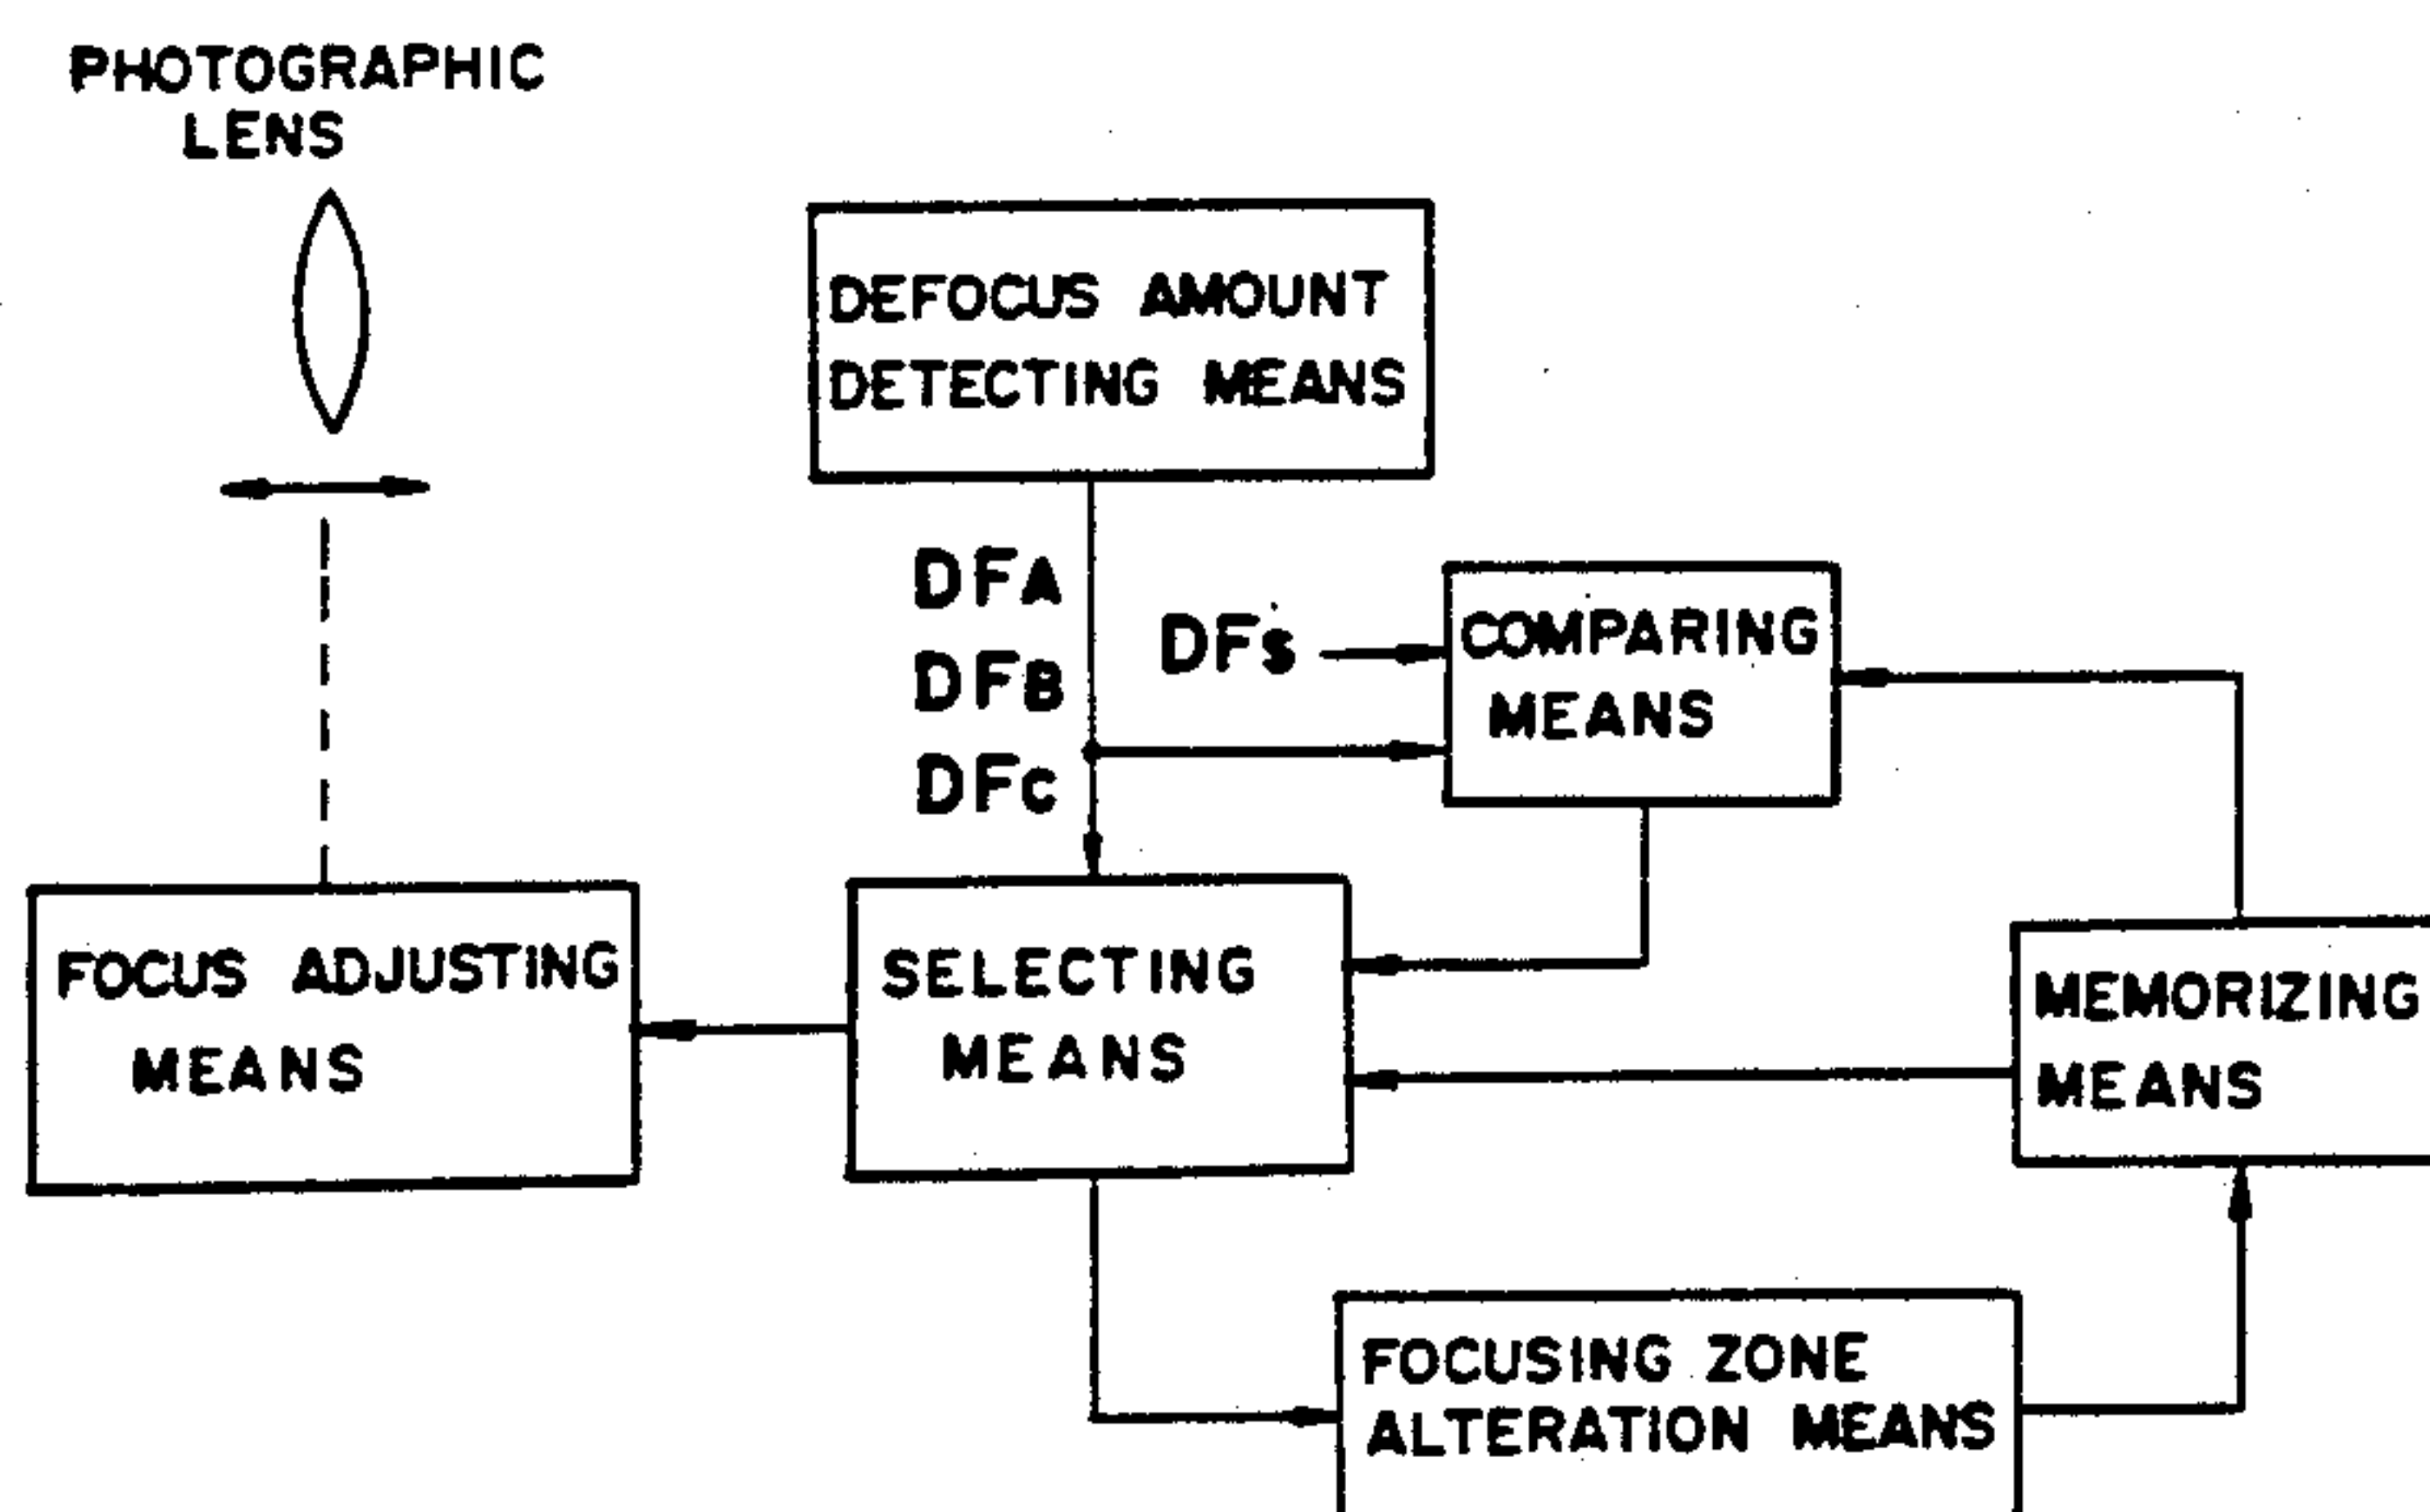 PHOTOGRAPHIC
LENS
DEFOCUS AMOUNT
DETECTING MEANS
DFA
DFB
DFC
DFS
COMPARING
MEANS
FOCUS ADJUSTING
MEANS
SELECTING
MEANS
MEMORIZING
MEANS
FOCUSING ZONE
ALTERATION MEANS